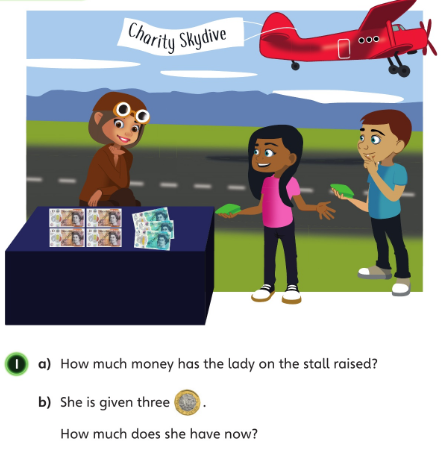 Charity Skydive
1 a) How much money has the lady on the stall raised?
b) She is given three .
How much does she have now?